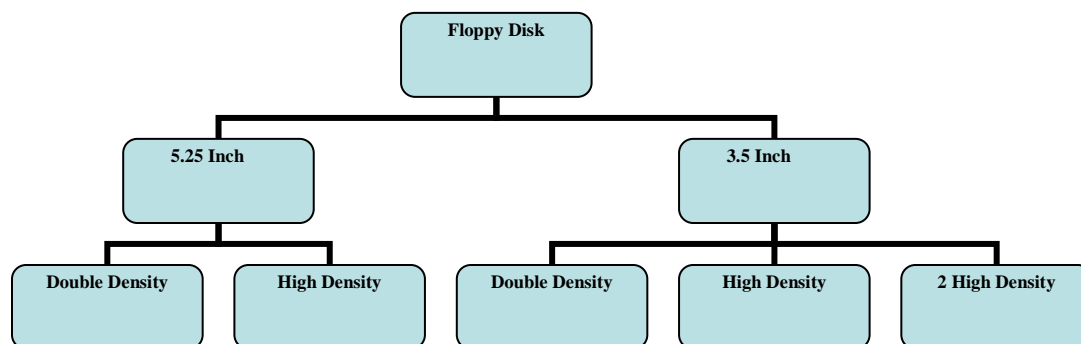 Floppy Disk
5.25 Inch
3.5 Inch
Double Density
High Density
Double Density
High Density
2 High Density